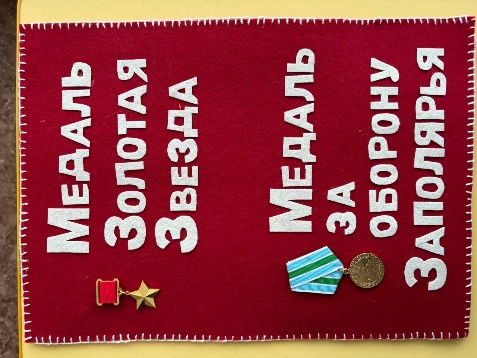 Медаль
Золотая
Звезда
Медаль
за
оборону
Заполярья